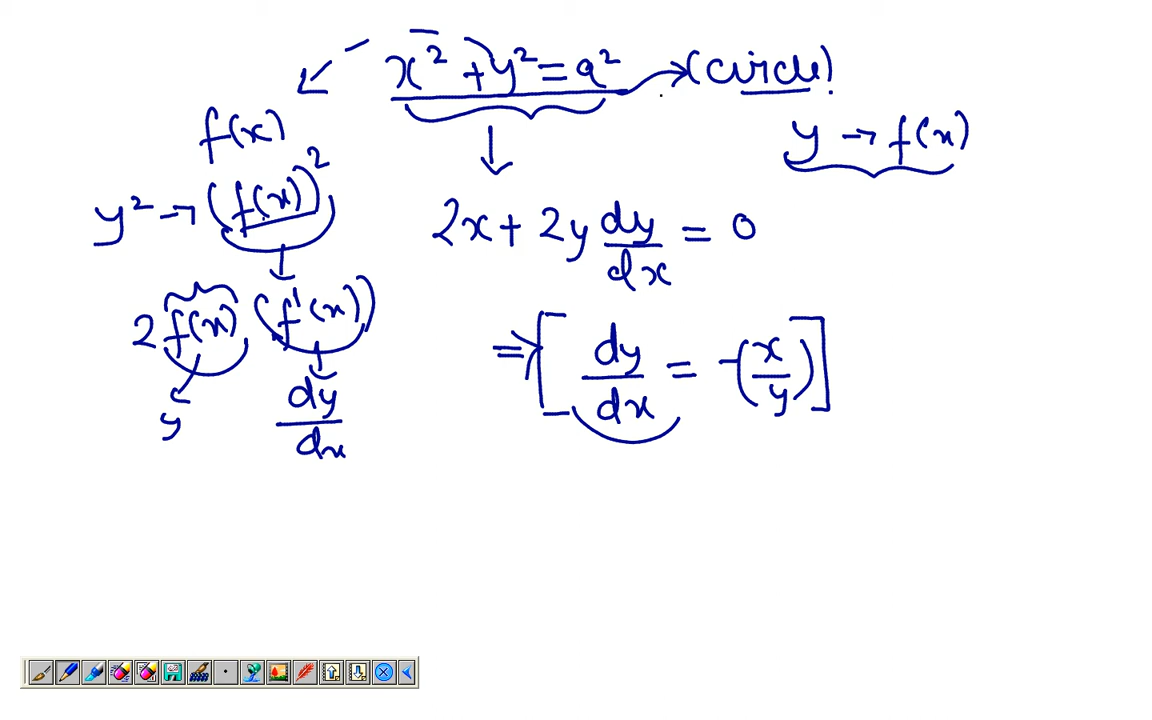 x² + y² = a² → (circle)
f(x)
y → f(x)
y² → (f(x))²
2x + 2y dy/dx = 0
2 f(x) (f'(x))
⇒ [dy/dx = -(x/y)]
y
dy/dx